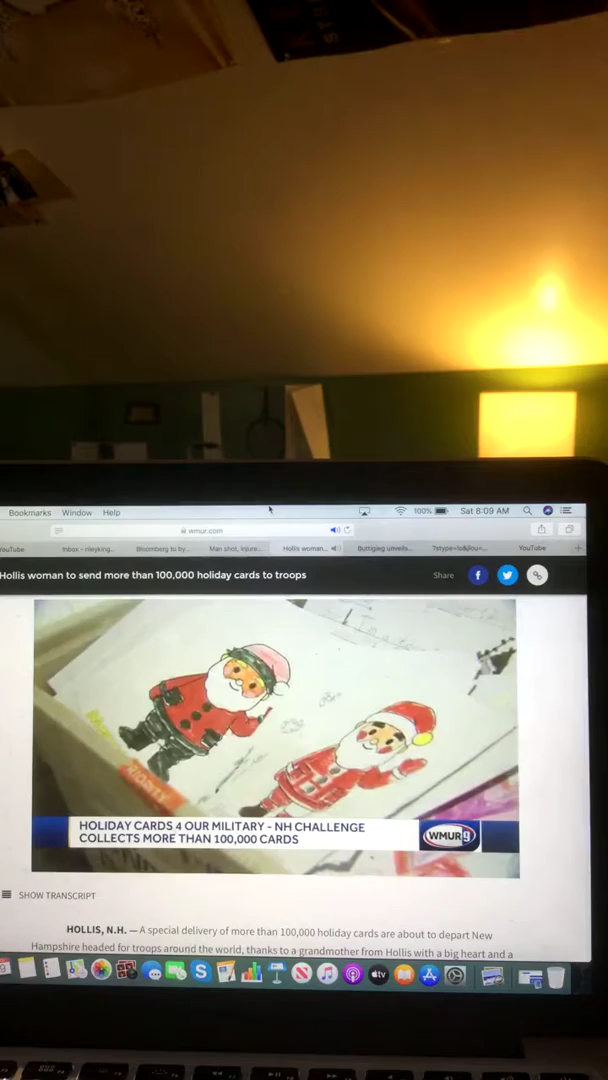 Bookmarks Window Help 100% Sat 8:09 AM
wmur.com
YouTube Inbox - rileyking... Bloomberg to by... Man shot, injure... Hollis woman... Buttigieg unveils... YouTube
Hollis woman to send more than 100,000 holiday cards to troops Share
HOLIDAY CARDS 4 OUR MILITARY - NH CHALLENGE
COLLECTS MORE THAN 100,000 CARDS
WMUR 9
SHOW TRANSCRIPT
HOLLIS, N.H. — A special delivery of more than 100,000 holiday cards are about to depart New
Hampshire headed for troops around the world, thanks to a grandmother from Hollis with a big heart and a
tv